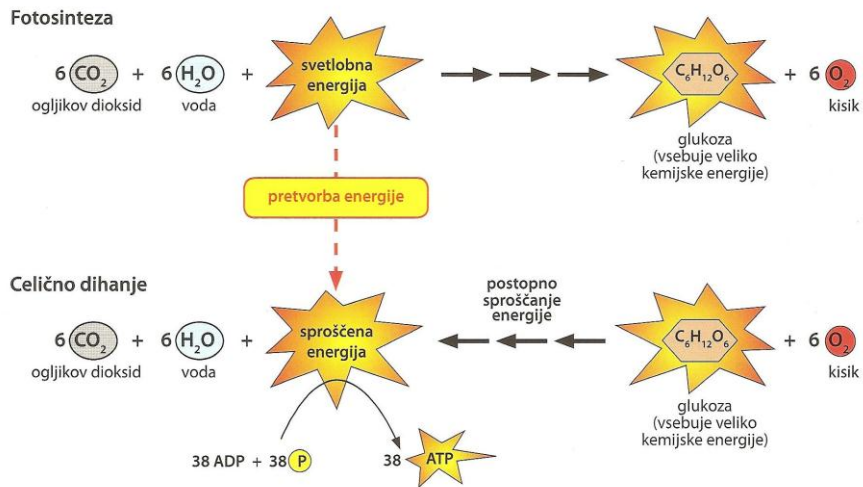 Fotosinteza
6 CO₂ + 6 H₂O + svetlobna energija C₆H₁₂O₆ + 6 O₂
ogljikov dioksid voda glukoza (vsebuje veliko kemijske energije) kisik
pretvorba energije
Celično dihanje
postopno sproščanje energije
6 CO₂ + 6 H₂O + sproščena energija C₆H₁₂O₆ + 6 O₂
ogljikov dioksid voda glukoza (vsebuje veliko kemijske energije) kisik
38 ADP + 38 P 38 ATP